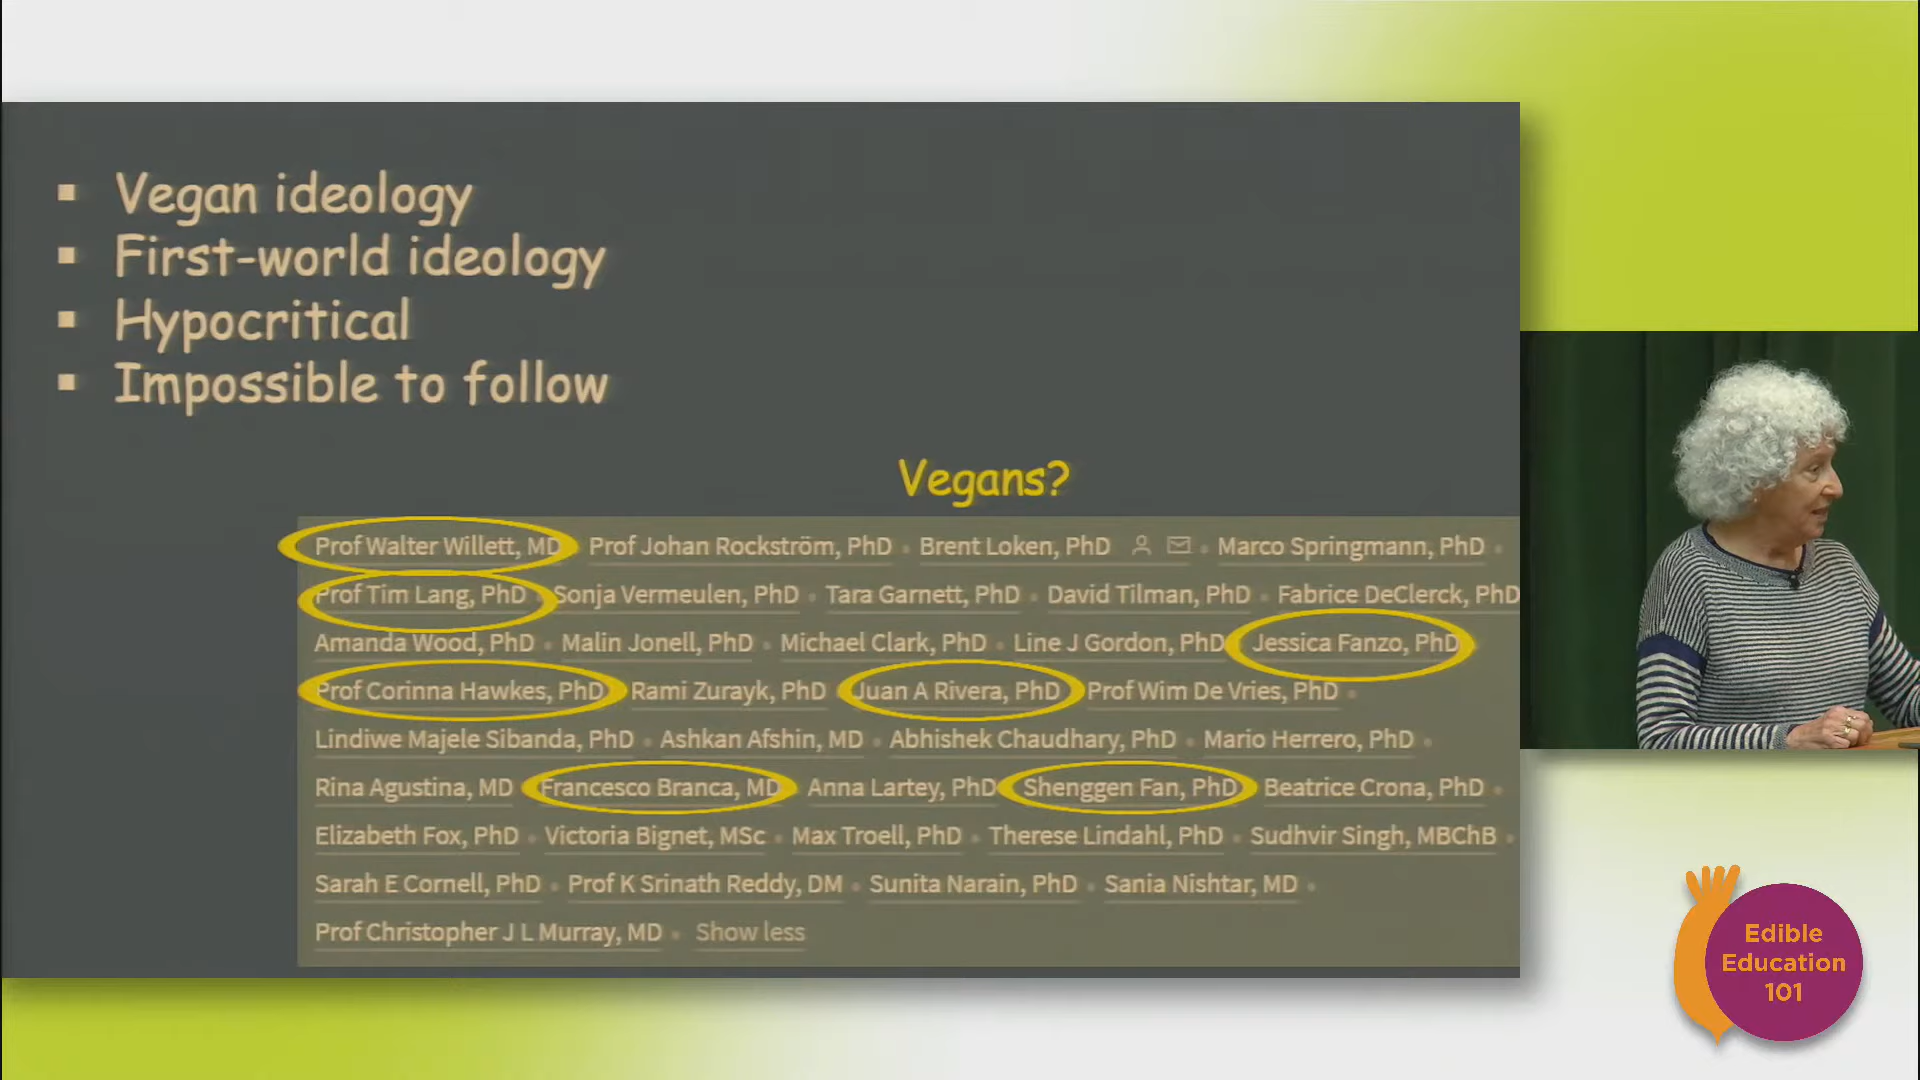 ▪ Vegan ideology
▪ First-world ideology
▪ Hypocritical
▪ Impossible to follow
Vegans?
Prof Walter Willett, MD Prof Johan Rockström, PhD • Brent Loken, PhD • Marco Springmann, PhD •
Prof Tim Lang, PhD • Sonja Vermeulen, PhD • Tara Garnett, PhD • David Tilman, PhD • Fabrice DeClerck, PhD
Amanda Wood, PhD • Malin Jonell, PhD • Michael Clark, PhD • Line J Gordon, PhD Jessica Fanzo, PhD
Prof Corinna Hawkes, PhD Rami Zurayk, PhD Juan A Rivera, PhD Prof Wim De Vries, PhD •
Lindiwe Majele Sibanda, PhD • Ashkan Afshin, MD • Abhishek Chaudhary, PhD • Mario Herrero, PhD •
Rina Agustina, MD Francesco Branca, MD Anna Lartey, PhD Shenggen Fan, PhD Beatrice Crona, PhD •
Elizabeth Fox, PhD • Victoria Bignet, MSc • Max Troell, PhD • Therese Lindahl, PhD • Sudhvir Singh, MBChB •
Sarah E Cornell, PhD • Prof K Srinath Reddy, DM • Sunita Narain, PhD • Sania Nishtar, MD •
Prof Christopher J L Murray, MD • Show less
Edible
Education
101